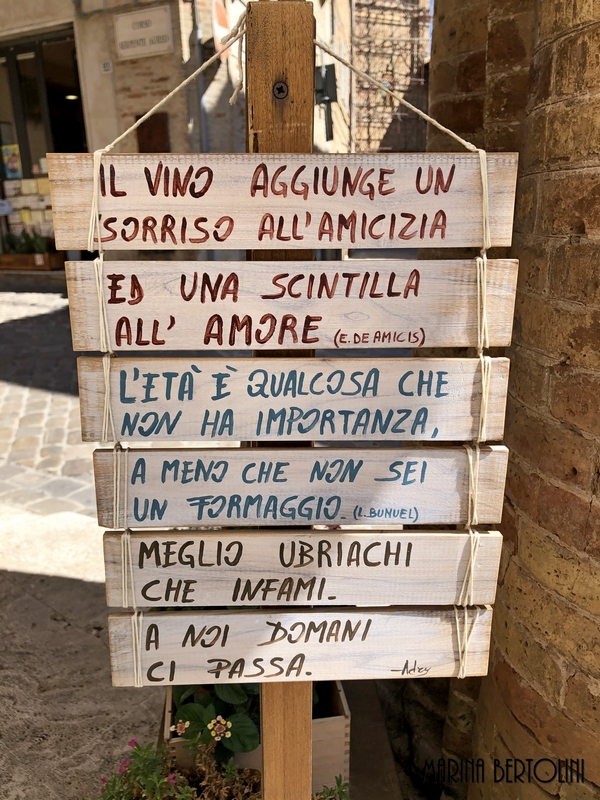 CORSO
IL VINO AGGIUNGE UN
SORRISO ALL'AMICIZIA
ED UNA SCINTILLA
ALL' AMORE (E. DE AMICIS)
L'ETÀ È QUALCOSA CHE
NON HA IMPORTANZA,
A MENO CHE NON SEI
UN FORMAGGIO. (L. BUNUEL)
MEGLIO UBRIACHI
CHE INFAMI.
A NOI DOMANI
CI PASSA.
MARINA BERTOLINI